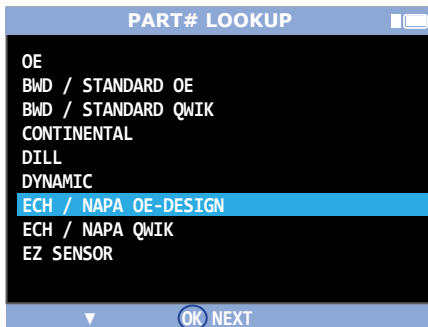 PART# LOOKUP
OE
BWD / STANDARD OE
BWD / STANDARD QWIK
CONTINENTAL
DILL
DYNAMIC
ECH / NAPA OE-DESIGN
ECH / NAPA QWIK
EZ SENSOR
▼ OK NEXT